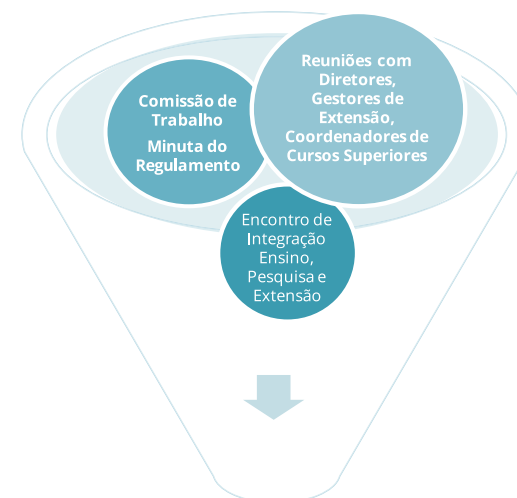 Comissão de
Trabalho
Minuta do
Regulamento
Reuniões com
Diretores,
Gestores de
Extensão,
Coordenadores de
Cursos Superiores
Encontro de
Integração
Ensino,
Pesquisa e
Extensão